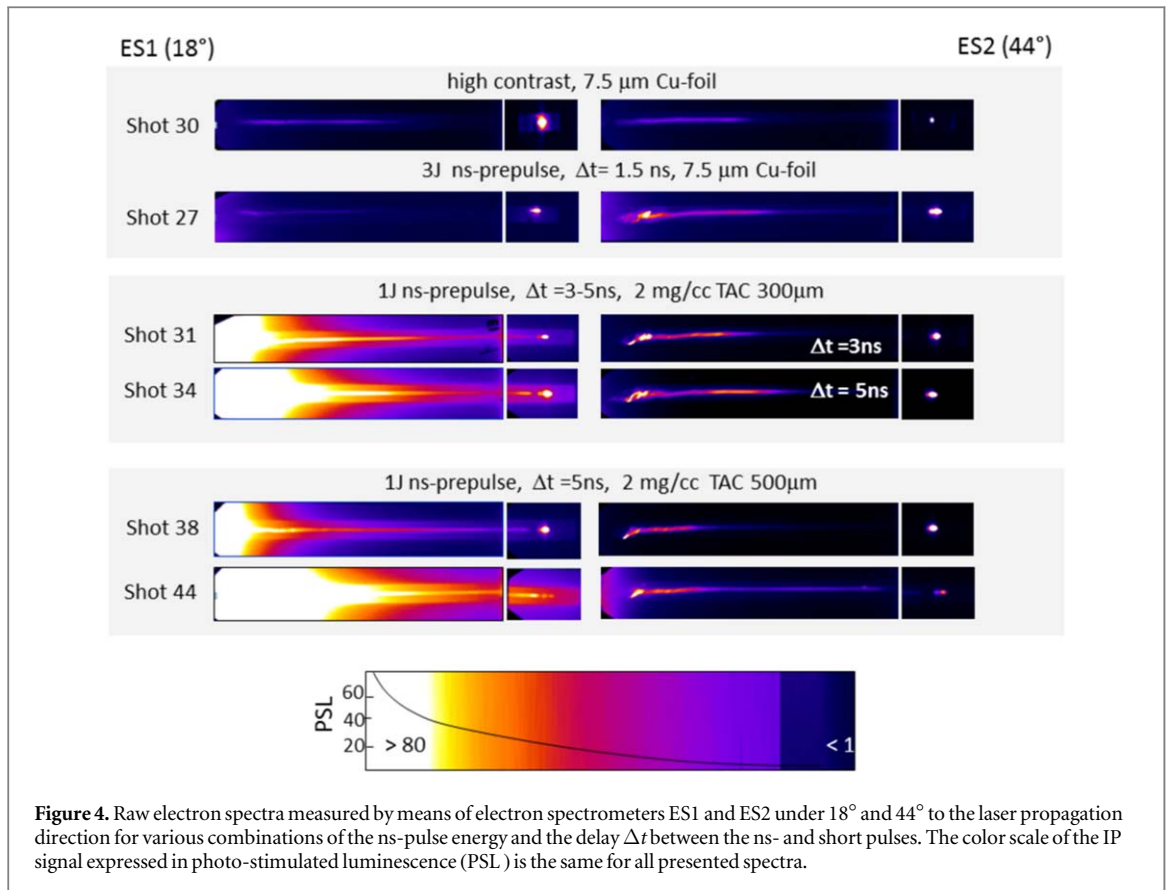 ES1 (18°)
ES2 (44°)
high contrast, 7.5 μm Cu-foil
Shot 30
3J ns-prepulse, Δt= 1.5 ns, 7.5 μm Cu-foil
Shot 27
1J ns-prepulse, Δt =3-5ns, 2 mg/cc TAC 300μm
Shot 31
Δt =3ns
Shot 34
Δt = 5ns
1J ns-prepulse, Δt =5ns, 2 mg/cc TAC 500μm
Shot 38
Shot 44
PSL
60
40
20
> 80
< 1
Figure 4. Raw electron spectra measured by means of electron spectrometers ES1 and ES2 under 18° and 44° to the laser propagation
direction for various combinations of the ns-pulse energy and the delay Δt between the ns- and short pulses. The color scale of the IP
signal expressed in photo-stimulated luminescence (PSL ) is the same for all presented spectra.